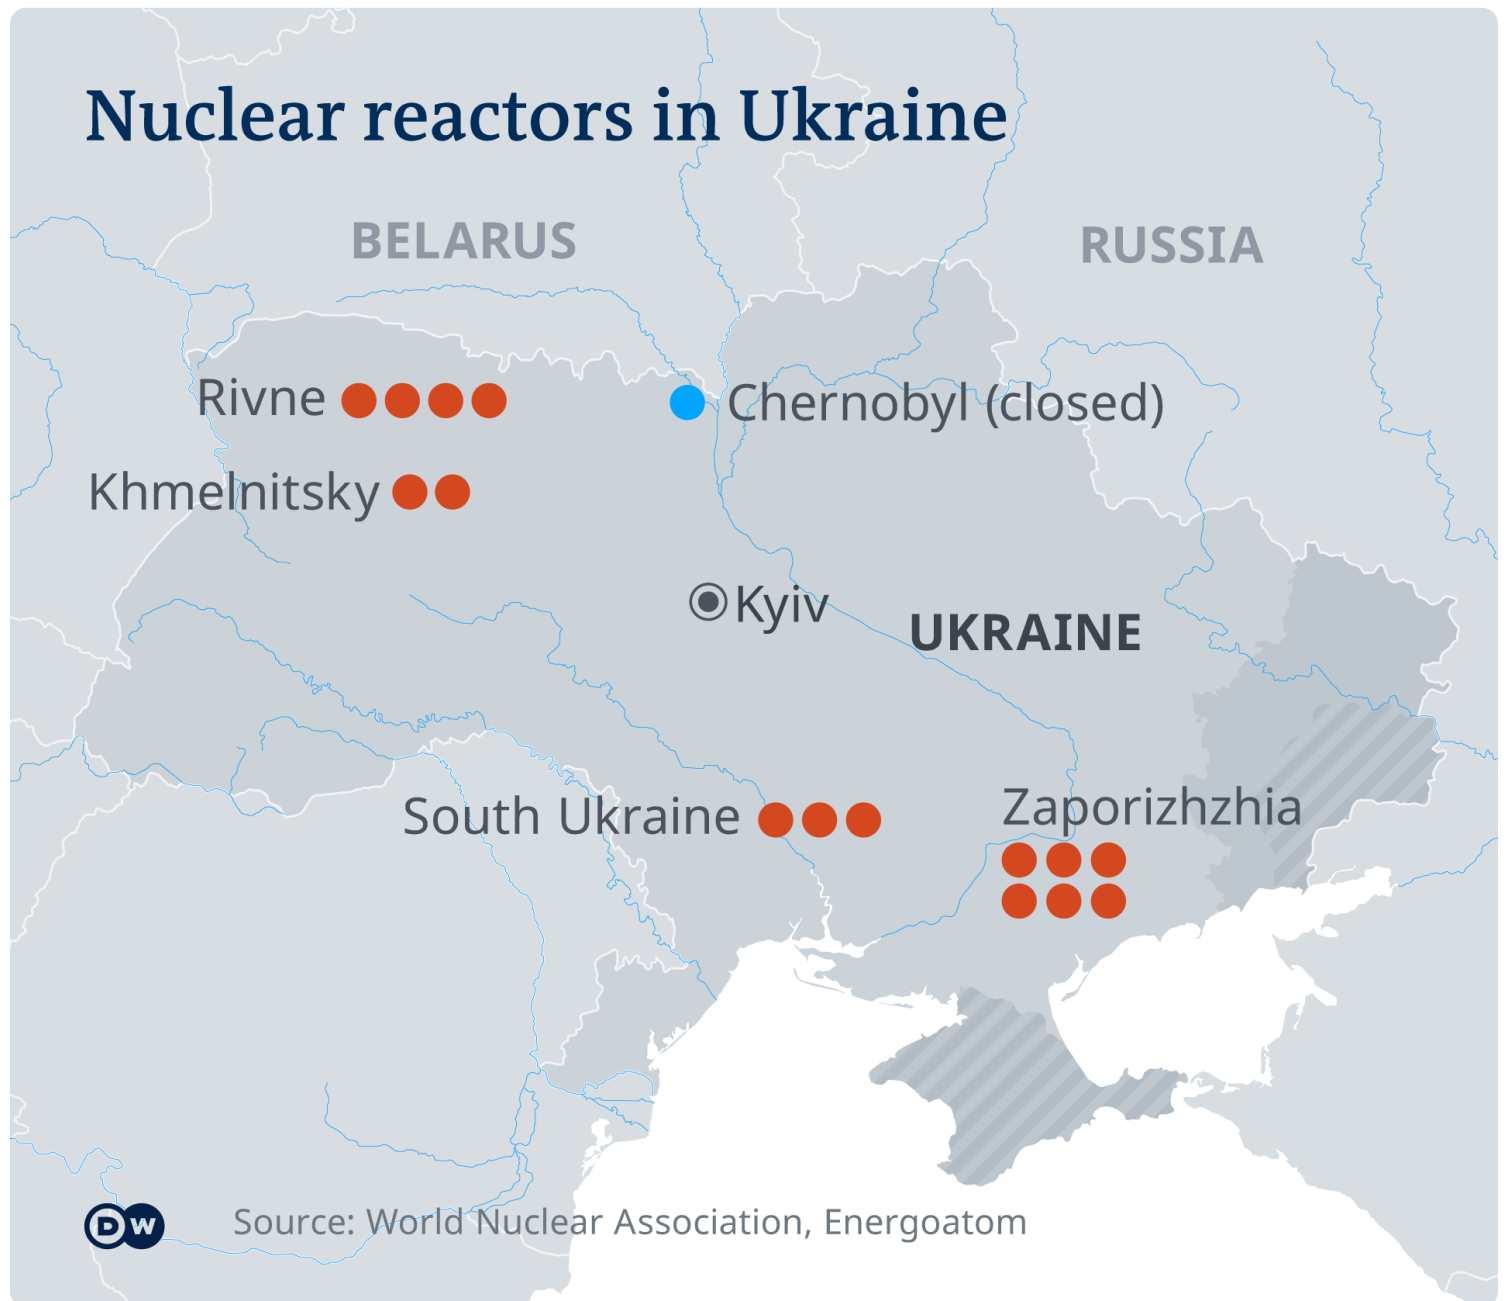 Nuclear reactors in Ukraine
BELARUS
RUSSIA
Rivne
Chernobyl (closed)
Khmelnitsky
Kyiv
UKRAINE
South Ukraine
Zaporizhzhia
DW
Source: World Nuclear Association, Energoatom